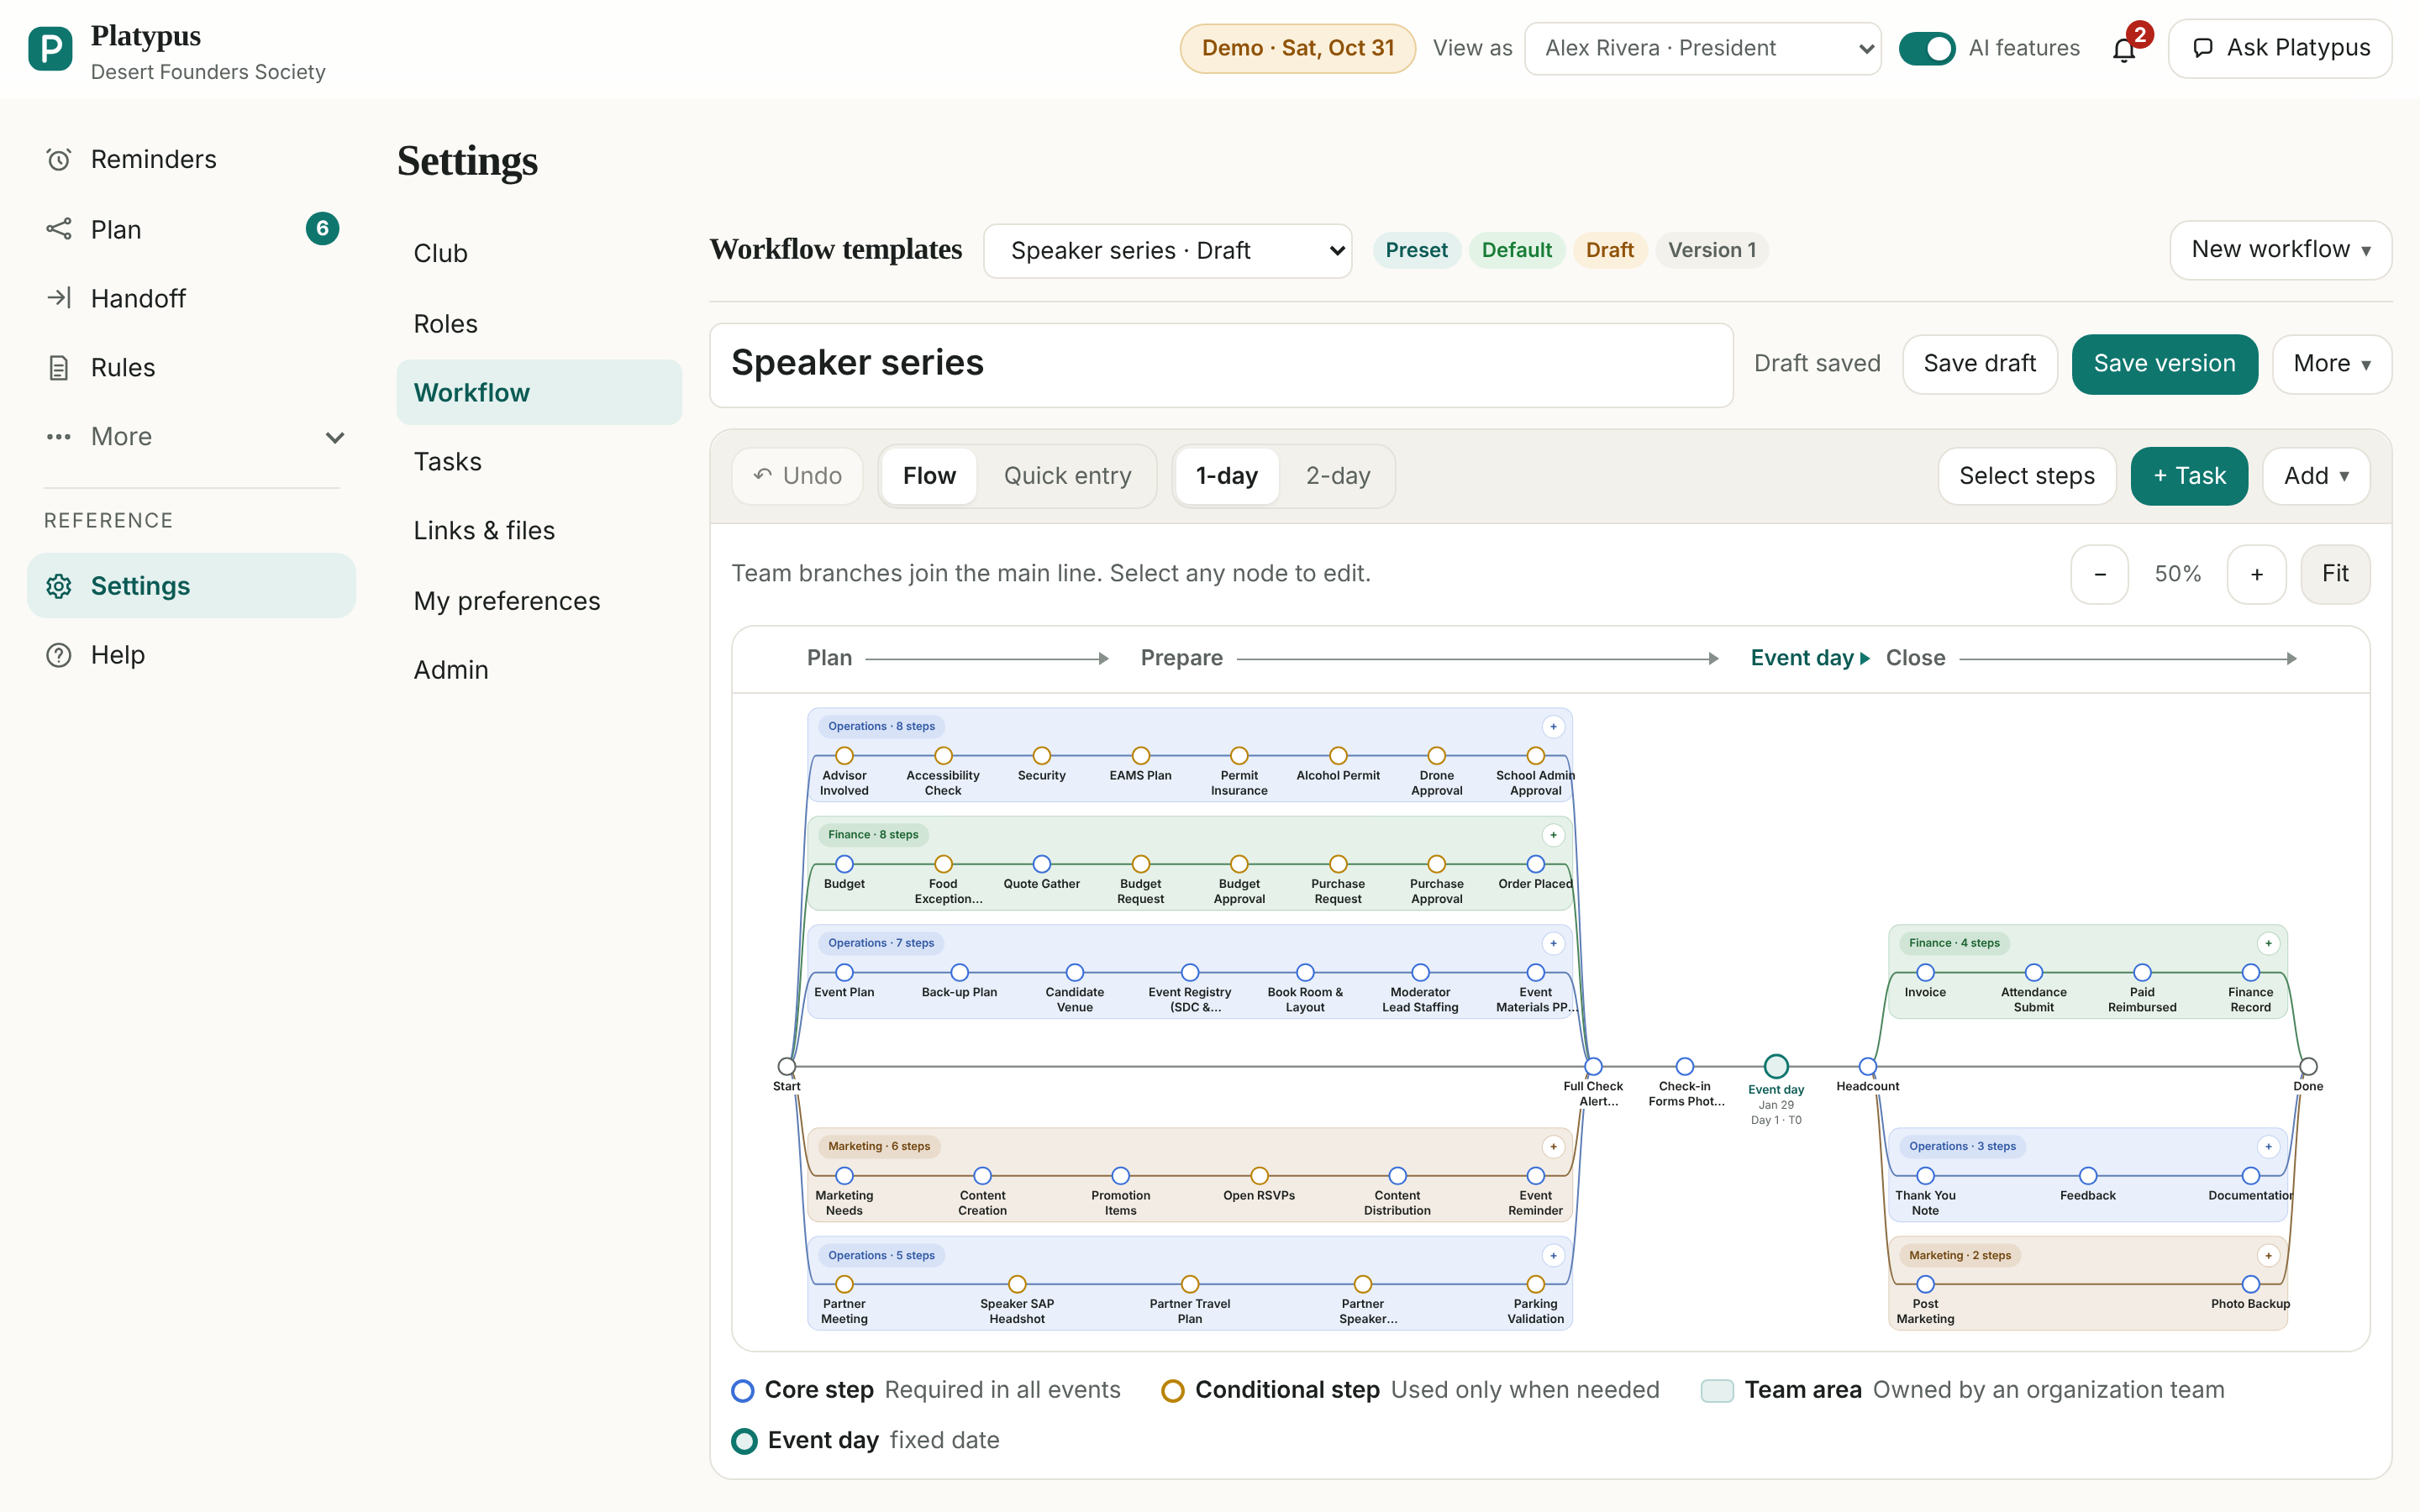 Platypus
Desert Founders Society
Demo · Sat, Oct 31
View as
Alex Rivera · President
AI features
2
Ask Platypus
Reminders
Plan
6
Handoff
Rules
More
REFERENCE
Settings
Help
Settings
Club
Roles
Workflow
Tasks
Links & files
My preferences
Admin
Workflow templates
Speaker series · Draft
Preset
Default
Draft
Version 1
New workflow ▾
Speaker series
Draft saved
Save draft
Save version
More ▾
↶ Undo
Flow
Quick entry
1-day
2-day
Select steps
+ Task
Add ▾
Team branches join the main line. Select any node to edit.
−
50%
+
Fit
Plan
Prepare
Event day
Close
Operations · 8 steps
+
Advisor
Involved
Accessibility
Check
Security
EAMS Plan
Permit
Insurance
Alcohol Permit
Drone
Approval
School Admin
Approval
Finance · 8 steps
+
Budget
Food
Exception...
Quote Gather
Budget
Request
Budget
Approval
Purchase
Request
Purchase
Approval
Order Placed
Operations · 7 steps
+
Event Plan
Back-up Plan
Candidate
Venue
Event Registry
(SDC &...
Book Room &
Layout
Moderator
Lead Staffing
Event
Materials PP...
Finance · 4 steps
+
Invoice
Attendance
Submit
Paid
Reimbursed
Finance
Record
Start
Full Check
Alert...
Check-in
Forms Phot...
Event day
Jan 29
Day 1 · T0
Headcount
Done
Marketing · 6 steps
+
Marketing
Needs
Content
Creation
Promotion
Items
Open RSVPs
Content
Distribution
Event
Reminder
Operations · 3 steps
+
Thank You
Note
Feedback
Documentation
Operations · 5 steps
+
Partner
Meeting
Speaker SAP
Headshot
Partner Travel
Plan
Partner
Speaker...
Parking
Validation
Marketing · 2 steps
+
Post
Marketing
Photo Backup
Core step Required in all events
Conditional step Used only when needed
Team area Owned by an organization team
Event day fixed date